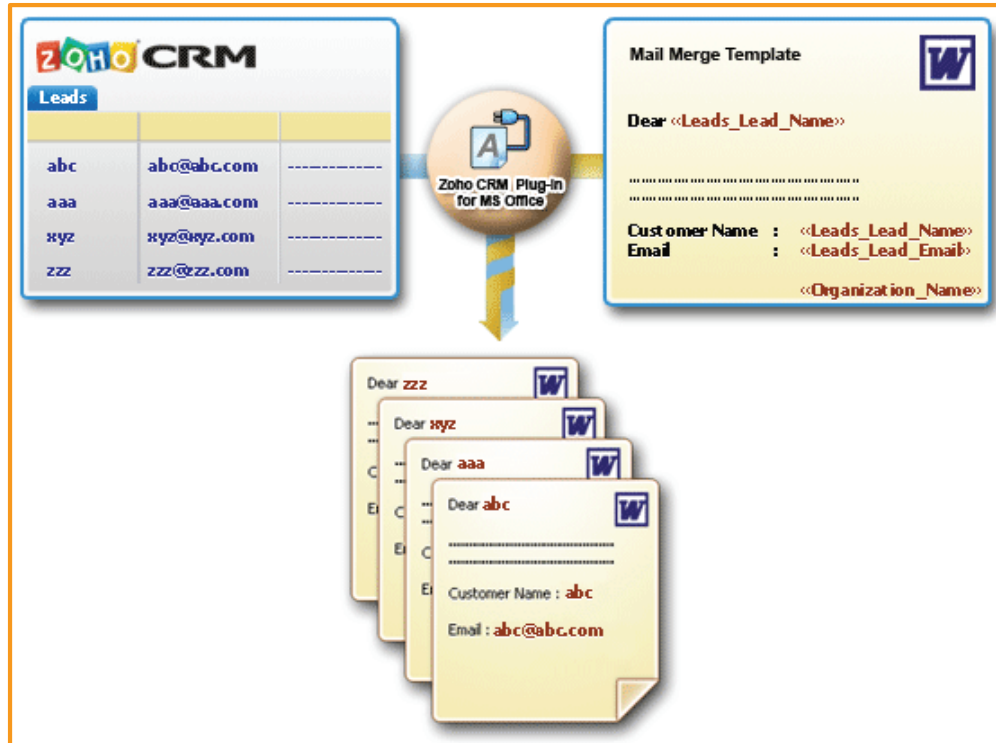 ZOHO CRM
Leads
abc abc@abc.com ---------------
aaa aaa@aaa.com ---------------
xyz xyz@xyz.com ---------------
zzz zzz@zzz.com ---------------
Zoho CRM Plug-in
for MS Office
A
Mail Merge Template
W
Dear «Leads_Lead_Name»
Customer Name : «Leads_Lead_Name»
Email : «Leads_Lead_Email»
«Organization_Name»
Dear zzz
W
C
E
Dear xyz
W
C
E
Dear aaa
W
C
E
Dear abc
W
Customer Name : abc
Email : abc@abc.com